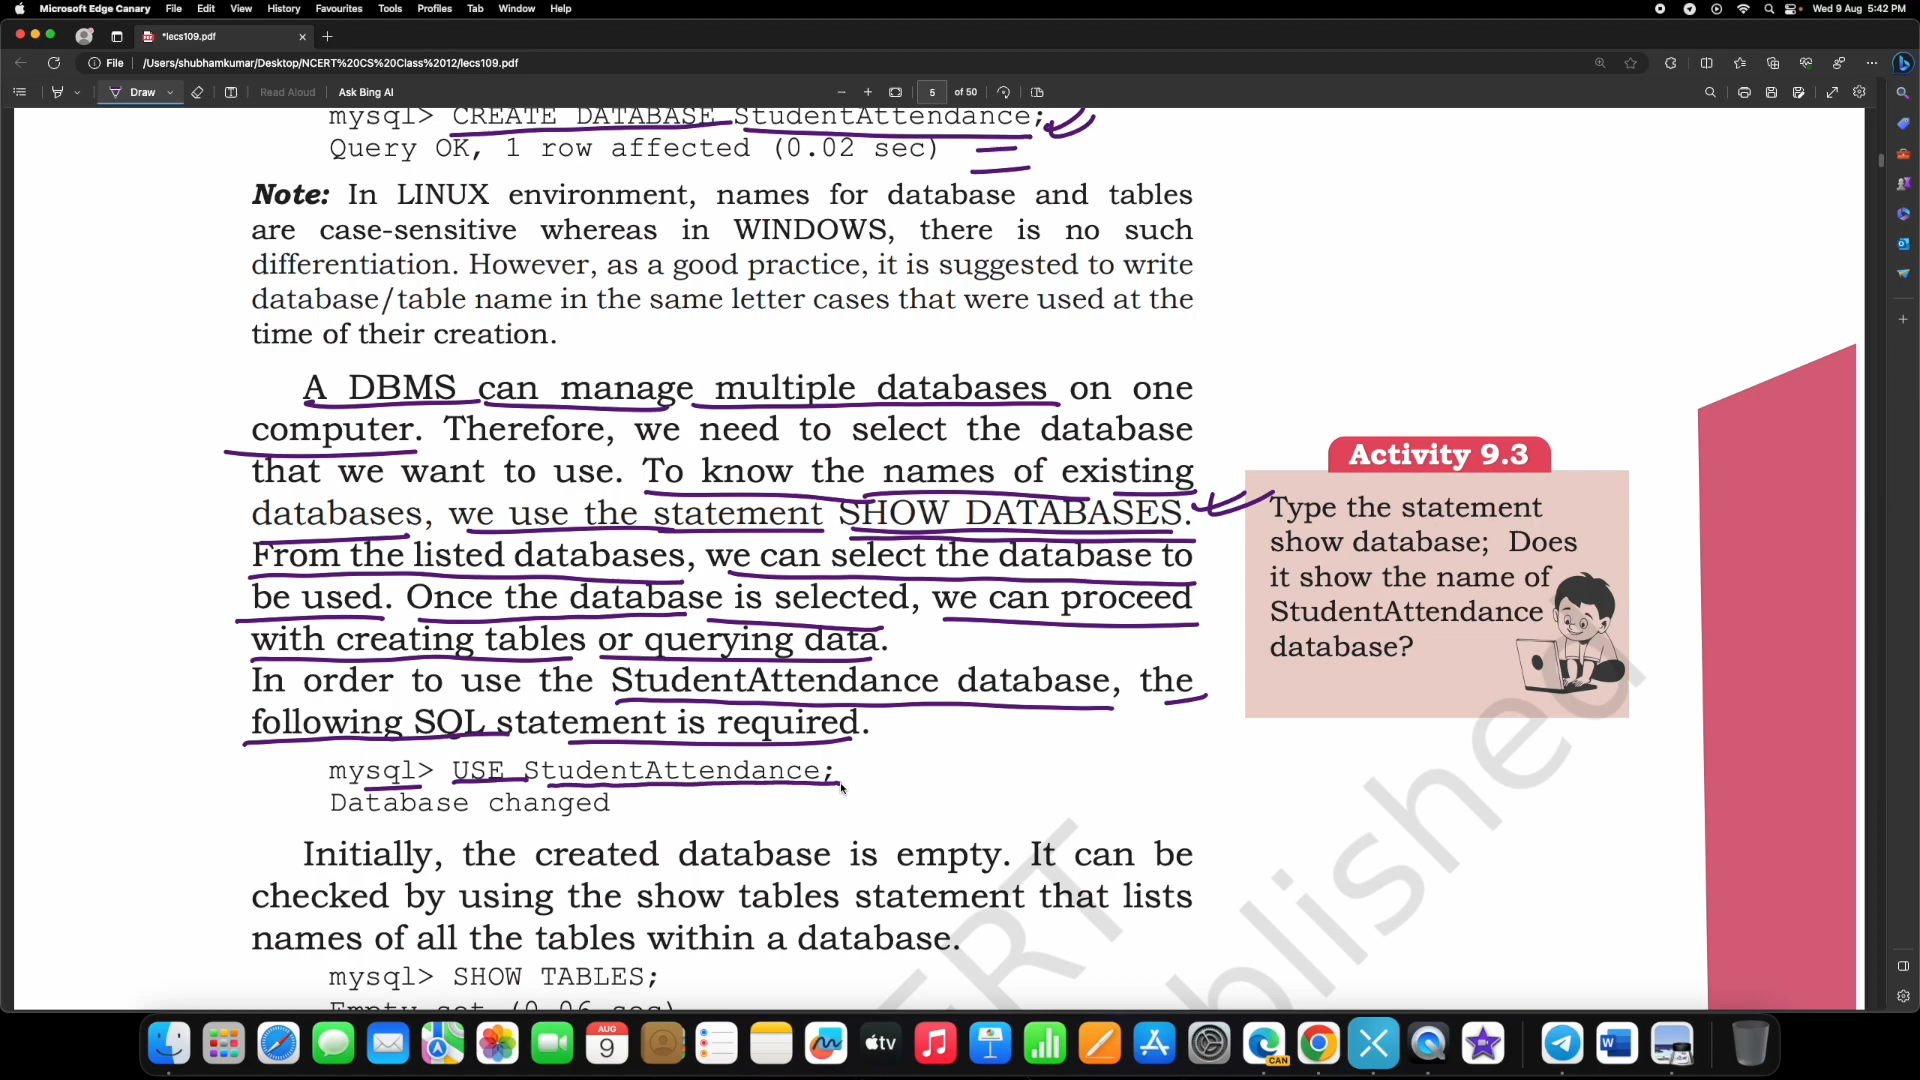 Microsoft Edge Canary File Edit View History Favourites Tools Profiles Tab Window Help Wed 9 Aug 5:42 PM
*lecs109.pdf
File /Users/shubhamkumar/Desktop/NCERT%20CS%20Class%2012/lecs109.pdf
Draw Read Aloud Ask Bing AI 5 of 50
mysql> CREATE DATABASE StudentAttendance;
Query OK, 1 row affected (0.02 sec)
Note: In LINUX environment, names for database and tables
are case-sensitive whereas in WINDOWS, there is no such
differentiation. However, as a good practice, it is suggested to write
database/table name in the same letter cases that were used at the
time of their creation.
A DBMS can manage multiple databases on one
computer. Therefore, we need to select the database
that we want to use. To know the names of existing
databases, we use the statement SHOW DATABASES.
From the listed databases, we can select the database to
be used. Once the database is selected, we can proceed
with creating tables or querying data.
In order to use the StudentAttendance database, the
following SQL statement is required.
mysql> USE StudentAttendance;
Database changed
Initially, the created database is empty. It can be
checked by using the show tables statement that lists
names of all the tables within a database.
mysql> SHOW TABLES;
Empty set (0.06 sec)
Activity 9.3
Type the statement
show database; Does
it show the name of
StudentAttendance
database?
AUG
9
tv
CAN
W